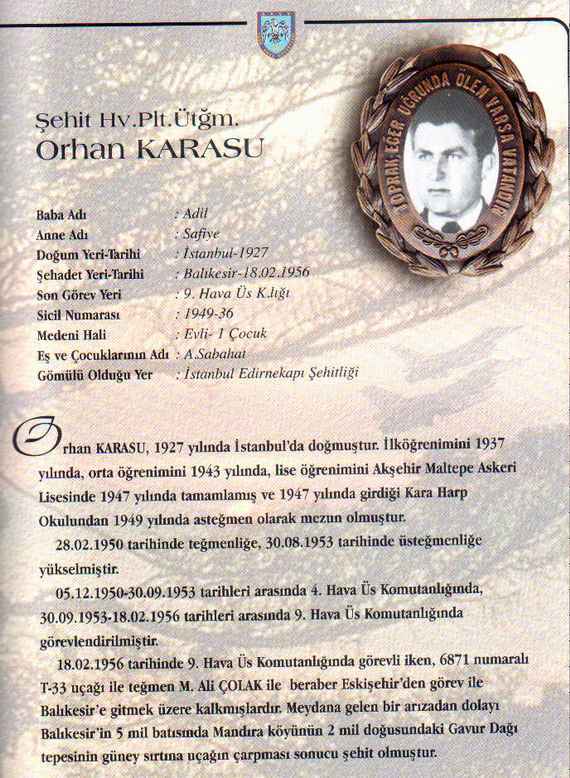 TOPRAK EĞER UĞRUNDA ÖLEN VARSA VATANDIR
Şehit Hv.Plt.Ütğm.
Orhan KARASU
Baba Adı : Adil
Anne Adı : Safiye
Doğum Yeri-Tarihi : İstanbul-1927
Şehadet Yeri-Tarihi : Balıkesir-18.02.1956
Son Görev Yeri : 9. Hava Üs K.lığı
Sicil Numarası : 1949-36
Medeni Hali : Evli- 1 Çocuk
Eş ve Çocuklarının Adı : A.Sabahat
Gömülü Olduğu Yer : İstanbul Edirnekapı Şehitliği
Orhan KARASU, 1927 yılında İstanbul'da doğmuştur. İlköğrenimini 1937
yılında, orta öğrenimini 1943 yılında, lise öğrenimini Akşehir Maltepe Askeri
Lisesinde 1947 yılında tamamlamış ve 1947 yılında girdiği Kara Harp
Okulundan 1949 yılında asteğmen olarak mezun olmuştur.
28.02.1950 tarihinde teğmenliğe, 30.08.1953 tarihinde üsteğmenliğe
yükselmiştir.
05.12.1950-30.09.1953 tarihleri arasında 4. Hava Üs Komutanlığında,
30.09.1953-18.02.1956 tarihleri arasında 9. Hava Üs Komutanlığında
görevlendirilmiştir.
18.02.1956 tarihinde 9. Hava Üs Komutanlığında görevli iken, 6871 numaralı
T-33 uçağı ile teğmen M. Ali ÇOLAK ile beraber Eskişehir'den görev ile
Balıkesir'e gitmek üzere kalkmışlardır. Meydana gelen bir arızadan dolayı
Balıkesir'in 5 mil batısında Mandıra köyünün 2 mil doğusundaki Gavur Dağı
tepesinin güney sırtına uçağın çarpması sonucu şehit olmuştur.